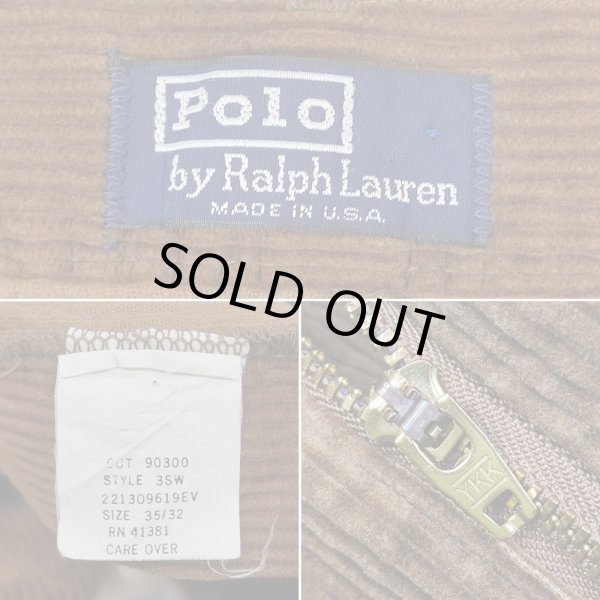 Polo
by Ralph Lauren
MADE IN U.S.A.
SOLD OUT
CUT 90300
STYLE 3SW
221309619EV
SIZE 35/32
RN 41381
CARE OVER
YKK